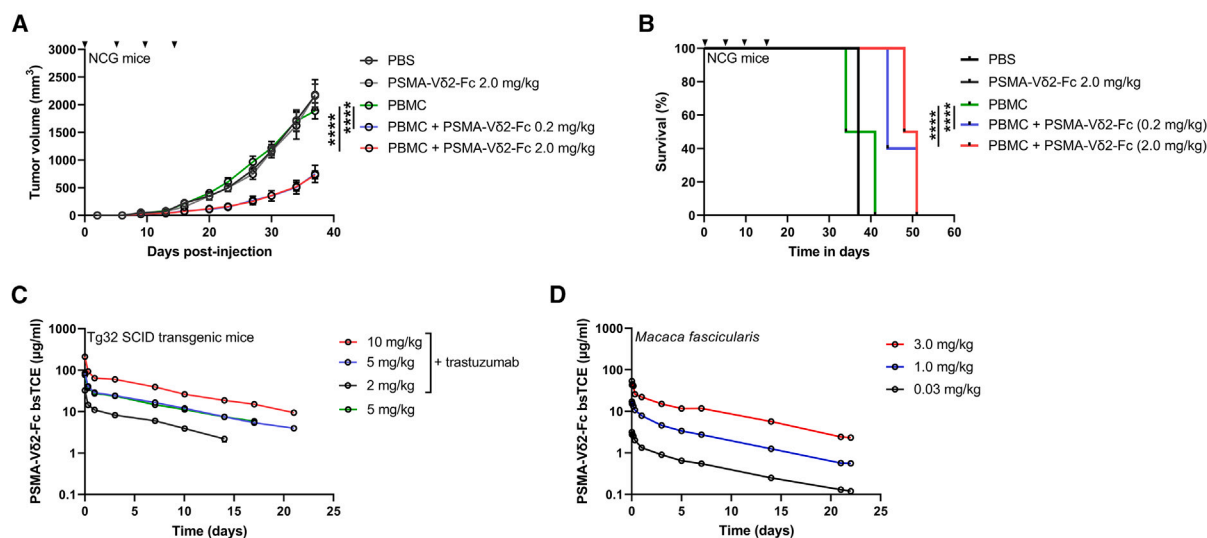 A
NCG mice
Tumor volume (mm³)
3000
2500
2000
1500
1000
500
0
0 10 20 30 40
Days post-injection
PBS
PSMA-Vδ2-Fc 2.0 mg/kg
PBMC
PBMC + PSMA-Vδ2-Fc 0.2 mg/kg
PBMC + PSMA-Vδ2-Fc 2.0 mg/kg
****
****
B
NCG mice
Survival (%)
100
80
60
40
20
0
0 10 20 30 40 50 60
Time in days
PBS
PSMA-Vδ2-Fc 2.0 mg/kg
PBMC
PBMC + PSMA-Vδ2-Fc (0.2 mg/kg)
PBMC + PSMA-Vδ2-Fc (2.0 mg/kg)
****
****
C
Tg32 SCID transgenic mice
PSMA-Vδ2-Fc bsTCE (µg/ml)
1000
100
10
1
0.1
0 5 10 15 20 25
Time (days)
10 mg/kg
5 mg/kg
2 mg/kg
+ trastuzumab
5 mg/kg
D
Macaca fascicularis
PSMA-Vδ2-Fc bsTCE (µg/ml)
1000
100
10
1
0.1
0 5 10 15 20 25
Time (days)
3.0 mg/kg
1.0 mg/kg
0.03 mg/kg